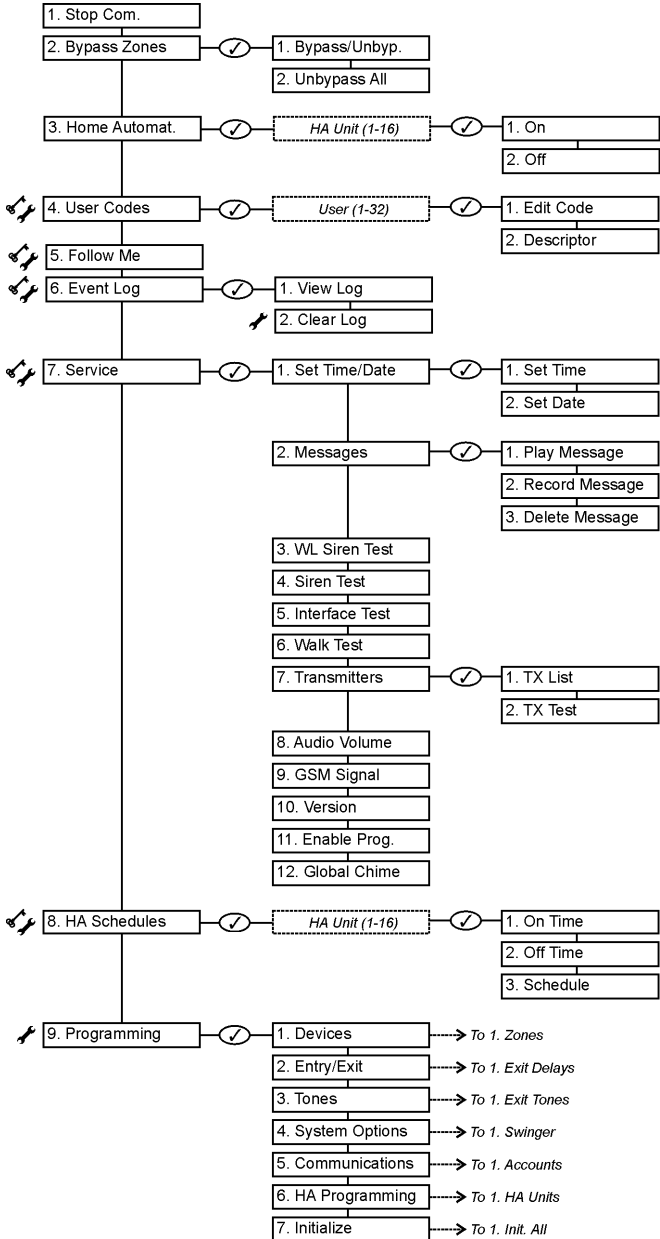 1. Stop Com.
2. Bypass Zones
1. Bypass/Unbyp.
2. Unbypass All
3. Home Automat.
HA Unit (1-16)
1. On
2. Off
4. User Codes
User (1-32)
1. Edit Code
2. Descriptor
5. Follow Me
6. Event Log
1. View Log
2. Clear Log
7. Service
1. Set Time/Date
1. Set Time
2. Set Date
2. Messages
1. Play Message
2. Record Message
3. Delete Message
3. WL Siren Test
4. Siren Test
5. Interface Test
6. Walk Test
7. Transmitters
1. TX List
2. TX Test
8. Audio Volume
9. GSM Signal
10. Version
11. Enable Prog.
12. Global Chime
8. HA Schedules
HA Unit (1-16)
1. On Time
2. Off Time
3. Schedule
9. Programming
1. Devices
To 1. Zones
2. Entry/Exit
To 1. Exit Delays
3. Tones
To 1. Exit Tones
4. System Options
To 1. Swinger
5. Communications
To 1. Accounts
6. HA Programming
To 1. HA Units
7. Initialize
To 1. Init. All